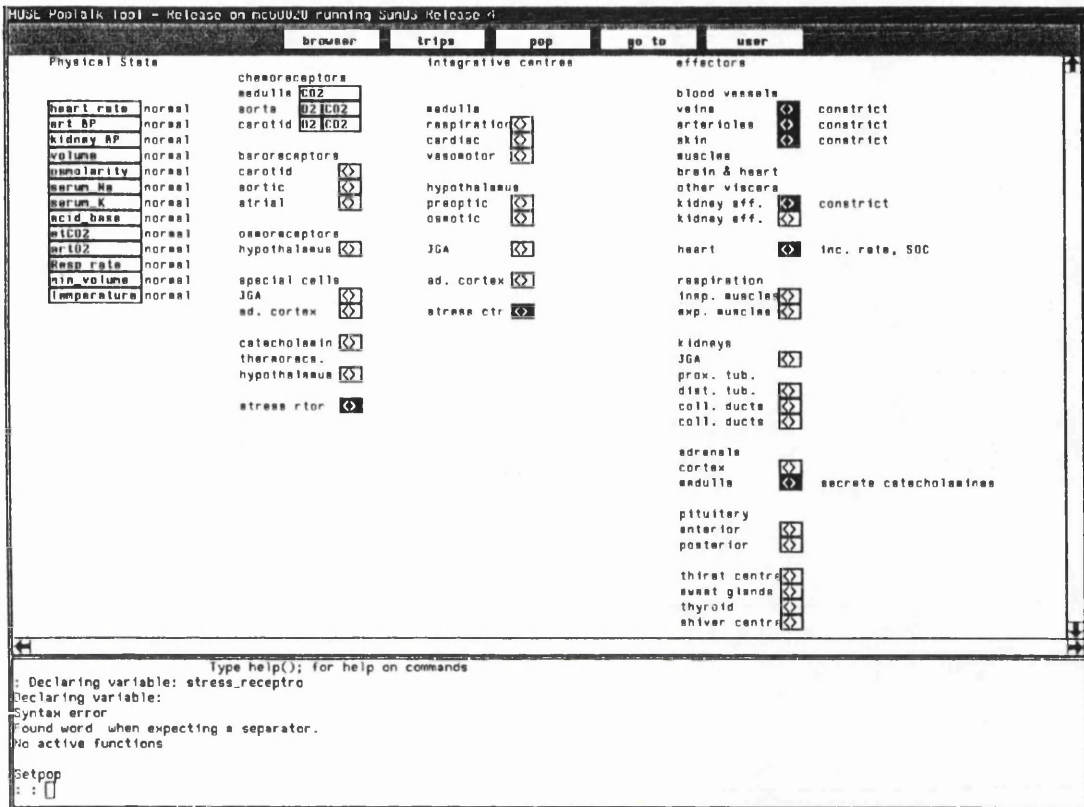 MUSE Poplalk Tool - Release on mc60020 running SunOS Release 4
browser trips pop go to user
Physical State
heart rate normal
art BP normal
kidney BP normal
volume normal
osmolarity normal
serum Na normal
serum K normal
acid_base normal
etCO2 normal
artO2 normal
Resp rate normal
min_volume normal
Temperature normal
chemoreceptors
medulla CO2
aorta O2 CO2
carotid O2 CO2
baroreceptors
carotid <>
aortic <>
atrial <>
osmoreceptors
hypothalamus <>
special cells
JGA <>
ad. cortex <>
catecholamin <>
thermorecs.
hypothalamus <>
stress rtor <>
integrative centres
medulla
respiration <>
cardiac <>
vasomotor <>
hypothalamus
preoptic <>
osmotic <>
JGA <>
ad. cortex <>
stress ctr <>
effectors
blood vessels
veins <> constrict
arterioles <> constrict
skin <> constrict
muscles
brain & heart
other viscera
kidney aff. <> constrict
kidney eff. <>
heart <> inc. rate, SOC
respiration
insp. muscles <>
exp. muscles <>
kidneys
JGA <>
prox. tub.
dist. tub. <>
coll. ducts <>
coll. ducts <>
adrenals
cortex <>
medulla <> secrete catecholamines
pituitary
anterior <>
posterior <>
thirst centre <>
sweat glands <>
thyroid <>
shiver centre <>
Type help(); for help on commands
: Declaring variable: stress_receptro
Declaring variable:
Syntax error
Found word when expecting a separator.
No active functions
Setpop
: :